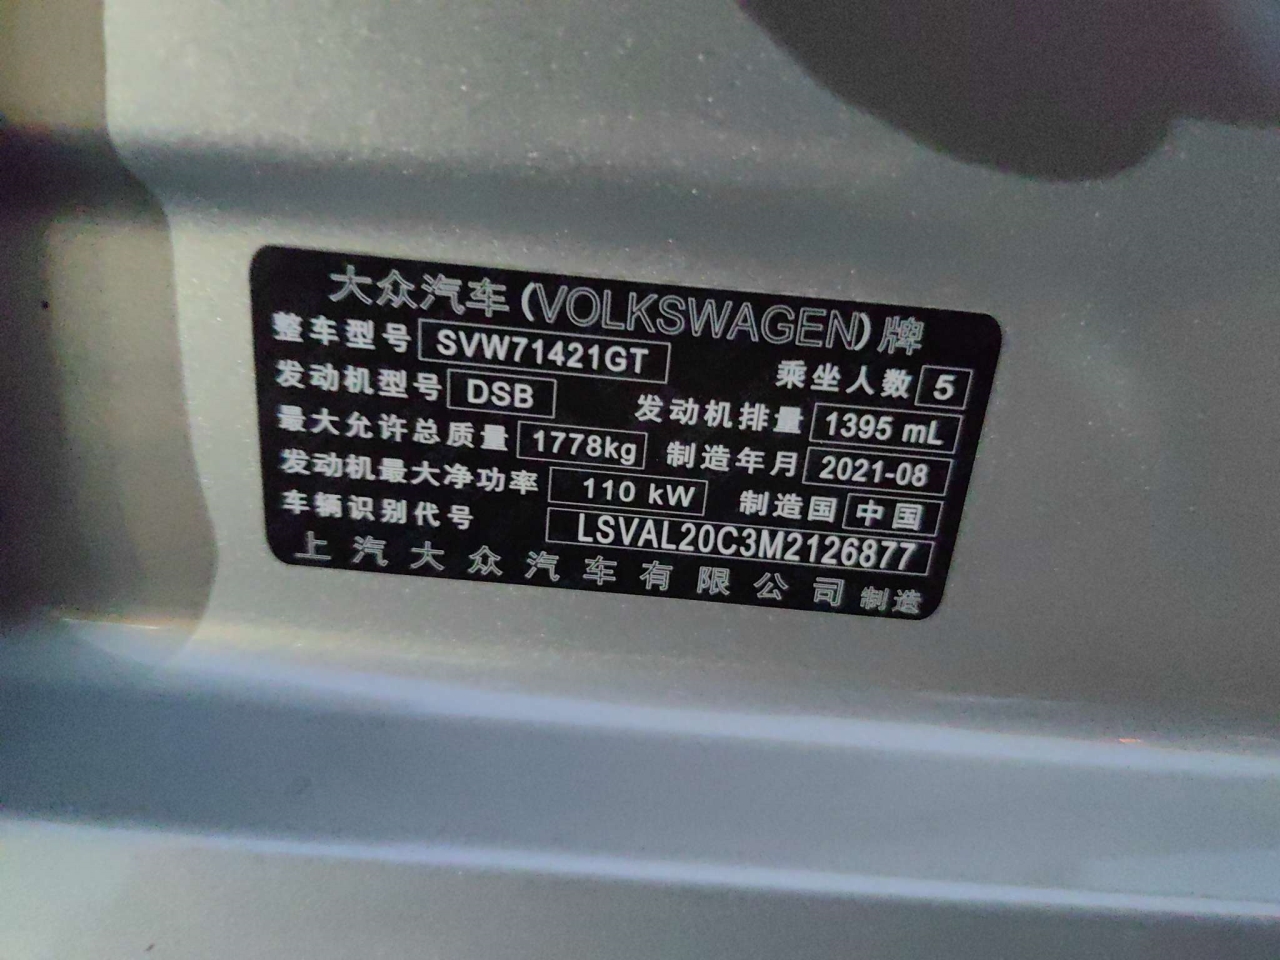 大众汽车(VOLKSWAGEN)牌
整车型号 SVW71421GT 乘坐人数 5
发动机型号 DSB 发动机排量 1395 mL
最大允许总质量 1778kg 制造年月 2021-08
发动机最大净功率 110 kW 制造国 中国
车辆识别代号 LSVAL20C3M2126877
上汽大众汽车有限公司 制造